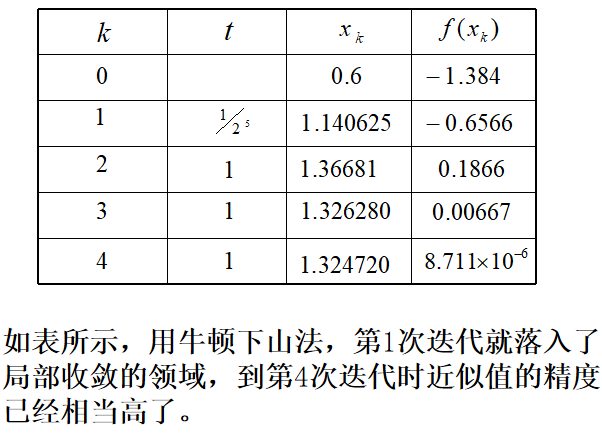 k t x_k f(x_k)
0 0.6 −1.384
1 1/2^5 1.140625 −0.6566
2 1 1.36681 0.1866
3 1 1.326280 0.00667
4 1 1.324720 8.711×10^−6
如表所示，用牛顿下山法，第1次迭代就落入了
局部收敛的领域，到第4次迭代时近似值的精度
已经相当高了。